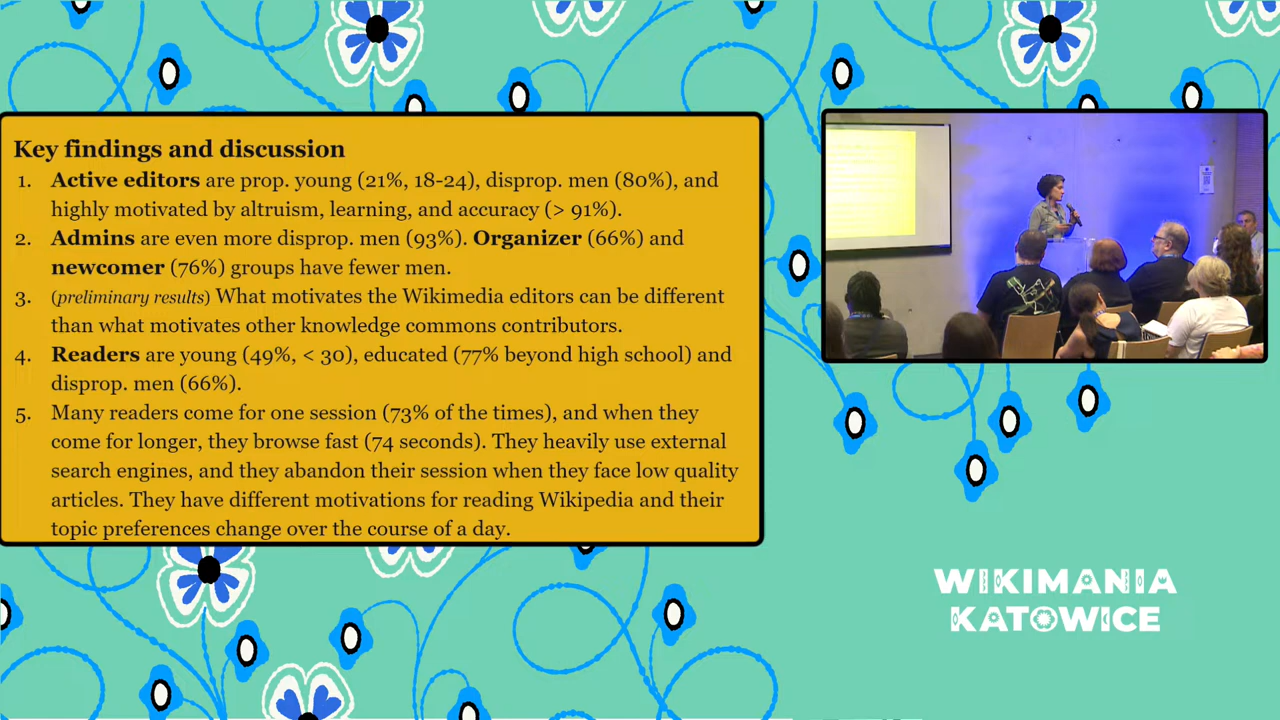 Key findings and discussion
1. Active editors are prop. young (21%, 18-24), disprop. men (80%), and
highly motivated by altruism, learning, and accuracy (> 91%).
2. Admins are even more disprop. men (93%). Organizer (66%) and
newcomer (76%) groups have fewer men.
3. (preliminary results) What motivates the Wikimedia editors can be different
than what motivates other knowledge commons contributors.
4. Readers are young (49%, < 30), educated (77% beyond high school) and
disprop. men (66%).
5. Many readers come for one session (73% of the times), and when they
come for longer, they browse fast (74 seconds). They heavily use external
search engines, and they abandon their session when they face low quality
articles. They have different motivations for reading Wikipedia and their
topic preferences change over the course of a day.
WIKIMANIA
KATOWICE